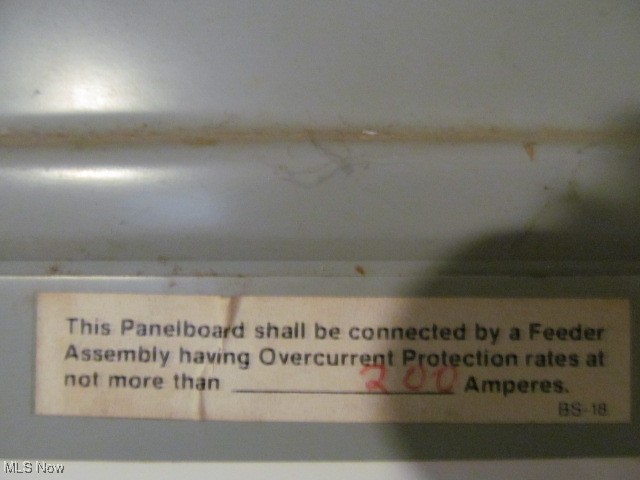 This Panelboard shall be connected by a Feeder
Assembly having Overcurrent Protection rates at
not more than 200 Amperes.
BS-18
MLS Now